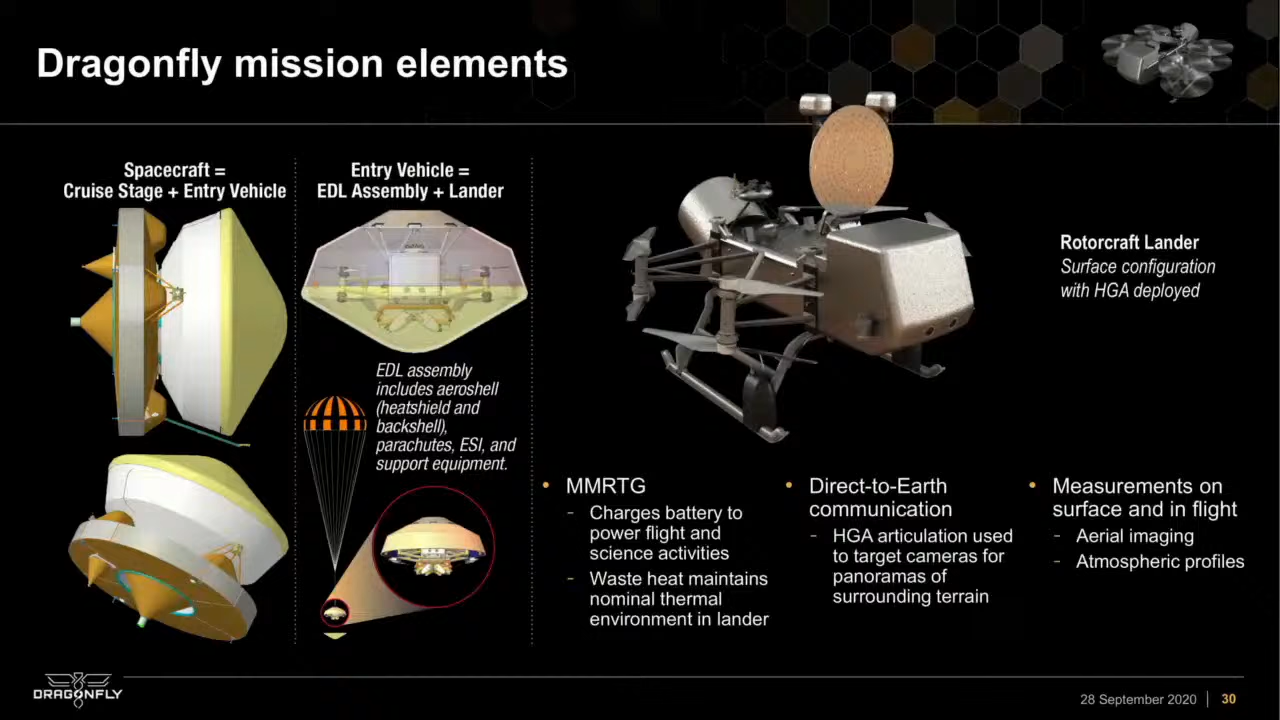 Dragonfly mission elements
Spacecraft =
Cruise Stage + Entry Vehicle
Entry Vehicle =
EDL Assembly + Lander
EDL assembly
includes aeroshell
(heatshield and
backshell),
parachutes, ESI, and
support equipment.
Rotorcraft Lander
Surface configuration
with HGA deployed
• MMRTG
- Charges battery to
power flight and
science activities
- Waste heat maintains
nominal thermal
environment in lander
• Direct-to-Earth
communication
- HGA articulation used
to target cameras for
panoramas of
surrounding terrain
• Measurements on
surface and in flight
- Aerial imaging
- Atmospheric profiles
DRAGONFLY
28 September 2020 | 30